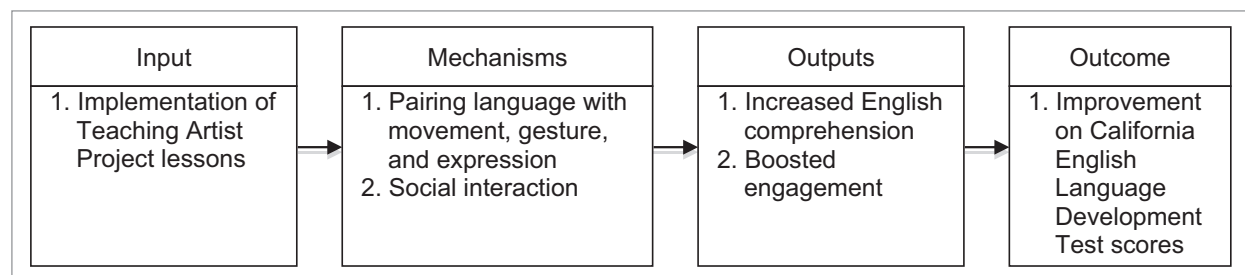 Input
1. Implementation of
Teaching Artist
Project lessons
Mechanisms
1. Pairing language with
movement, gesture,
and expression
2. Social interaction
Outputs
1. Increased English
comprehension
2. Boosted
engagement
Outcome
1. Improvement
on California
English
Language
Development
Test scores